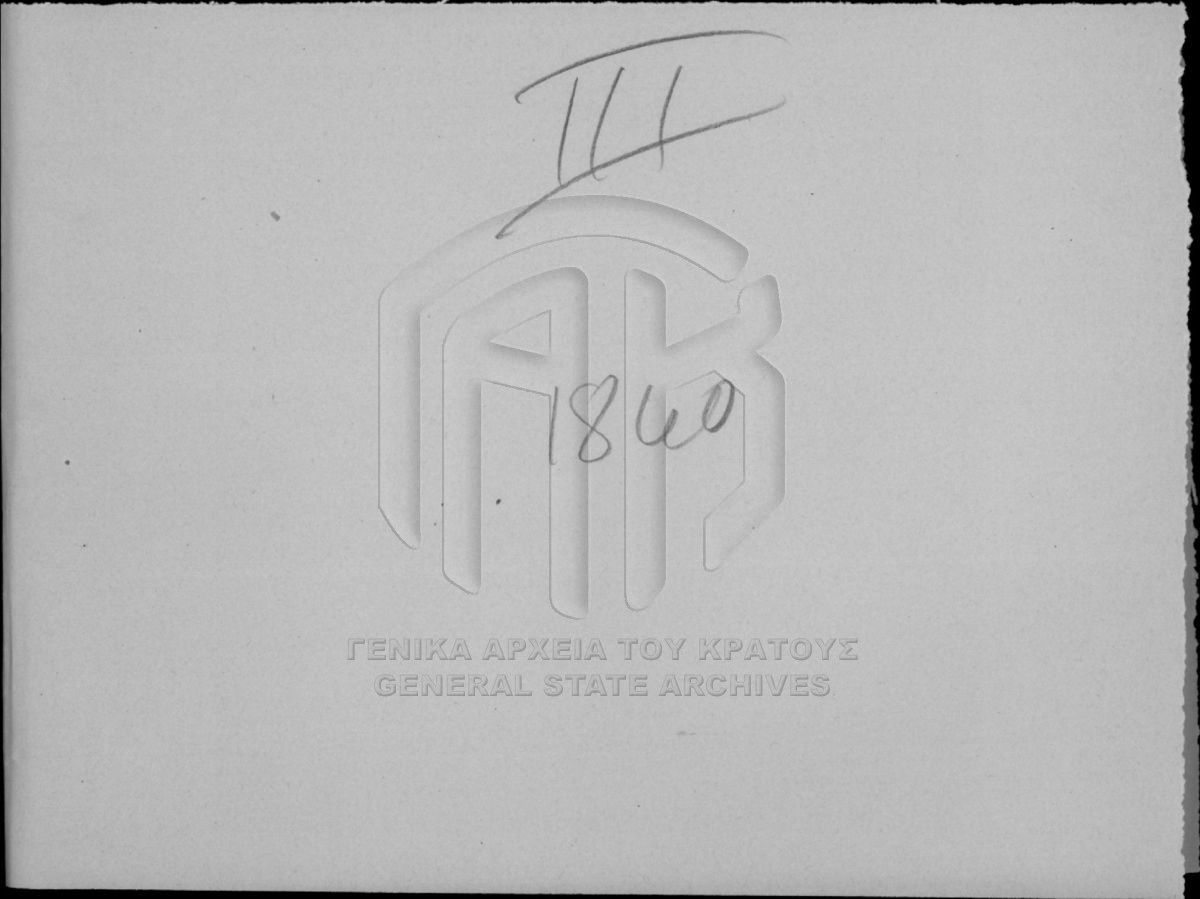 III
1840
ΓΕΝΙΚΑ ΑΡΧΕΙΑ ΤΟΥ ΚΡΑΤΟΥΣ
GENERAL STATE ARCHIVES